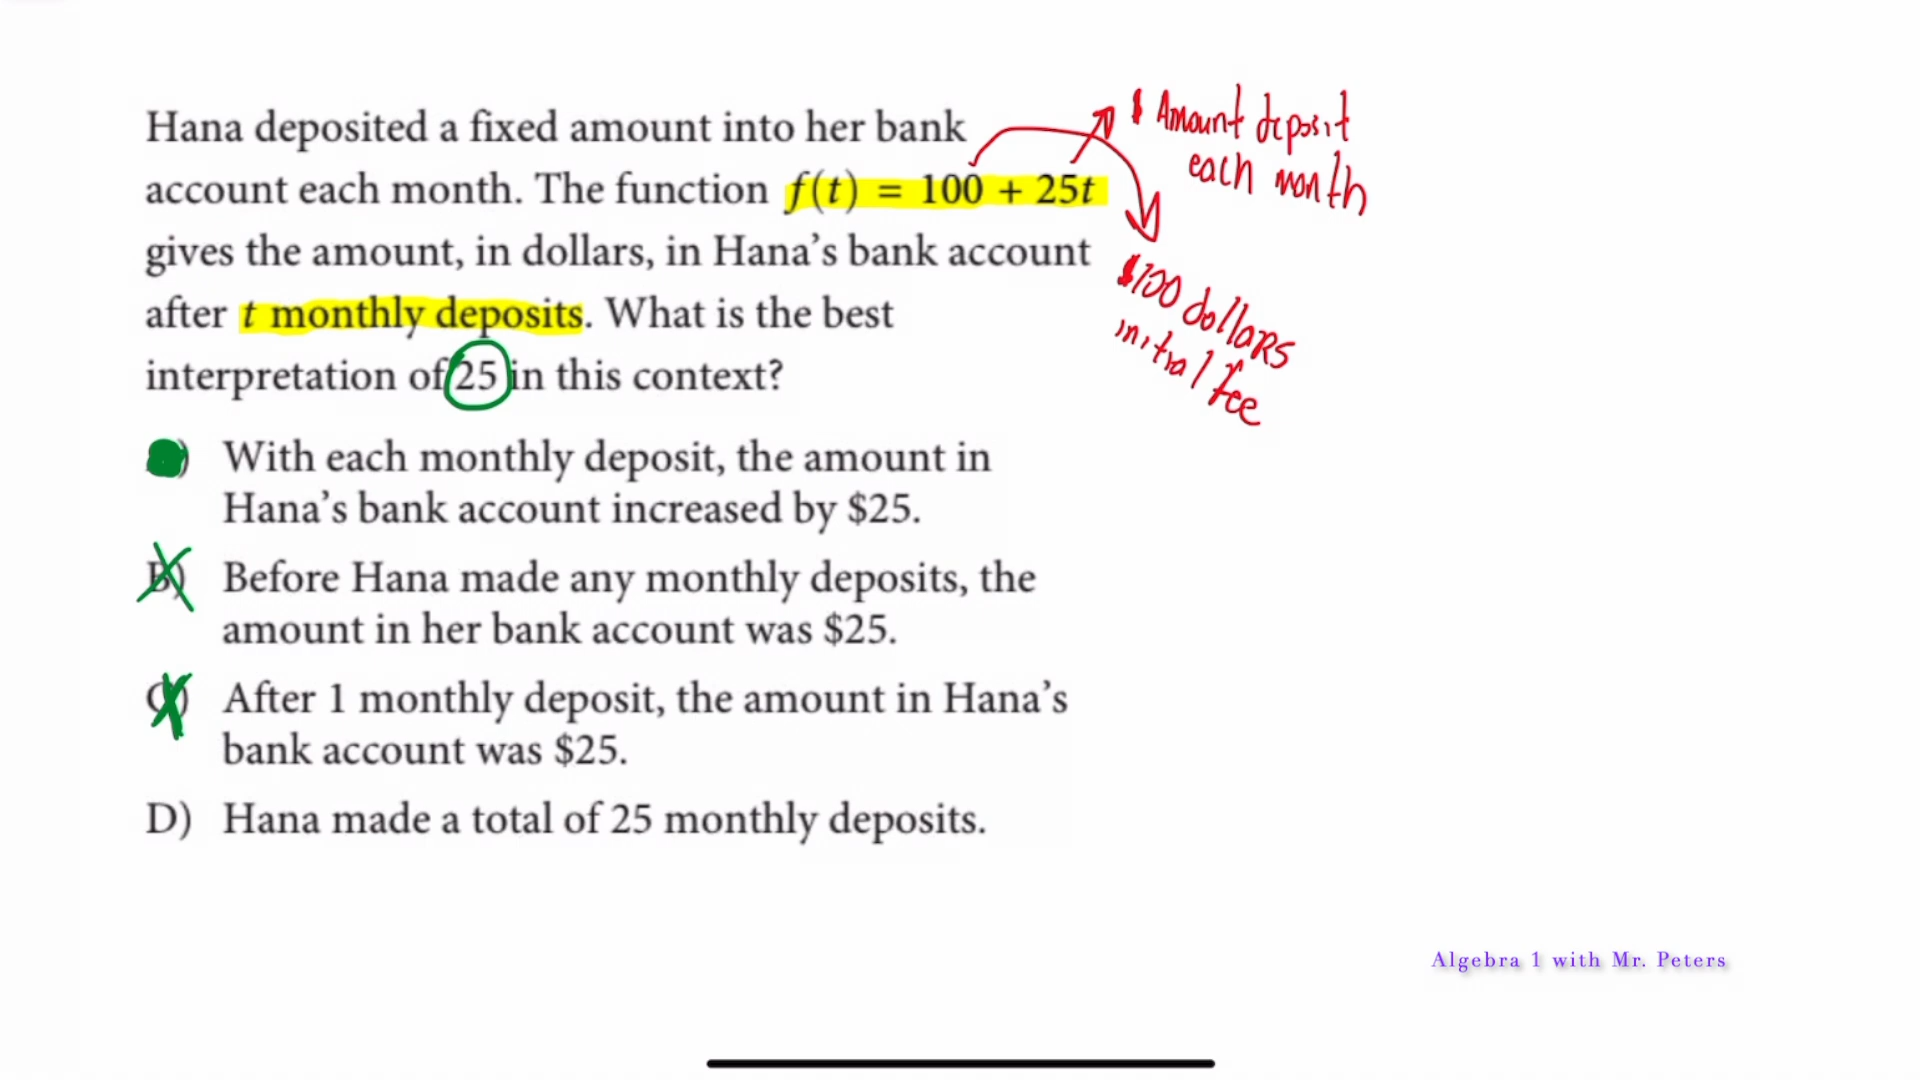 Hana deposited a fixed amount into her bank
account each month. The function f(t) = 100 + 25t
gives the amount, in dollars, in Hana's bank account
after t monthly deposits. What is the best
interpretation of 25 in this context?
$ Amount deposit
each month
$100 dollars
initial fee
With each monthly deposit, the amount in
Hana's bank account increased by $25.
B) Before Hana made any monthly deposits, the
amount in her bank account was $25.
C) After 1 monthly deposit, the amount in Hana's
bank account was $25.
D) Hana made a total of 25 monthly deposits.
Algebra 1 with Mr. Peters